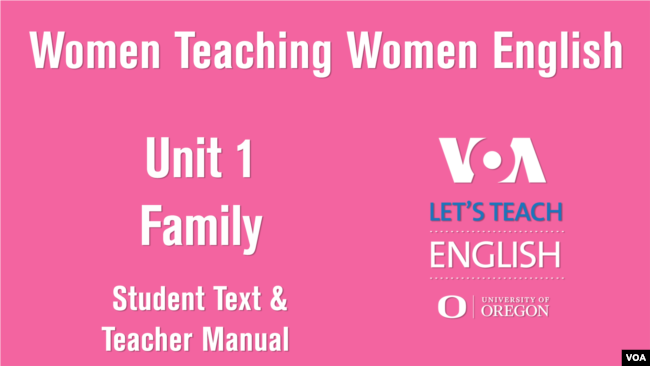 Women Teaching Women English
Unit 1
Family
Student Text &
Teacher Manual
VOA
LET'S TEACH
ENGLISH
O UNIVERSITY OF
OREGON
VOA